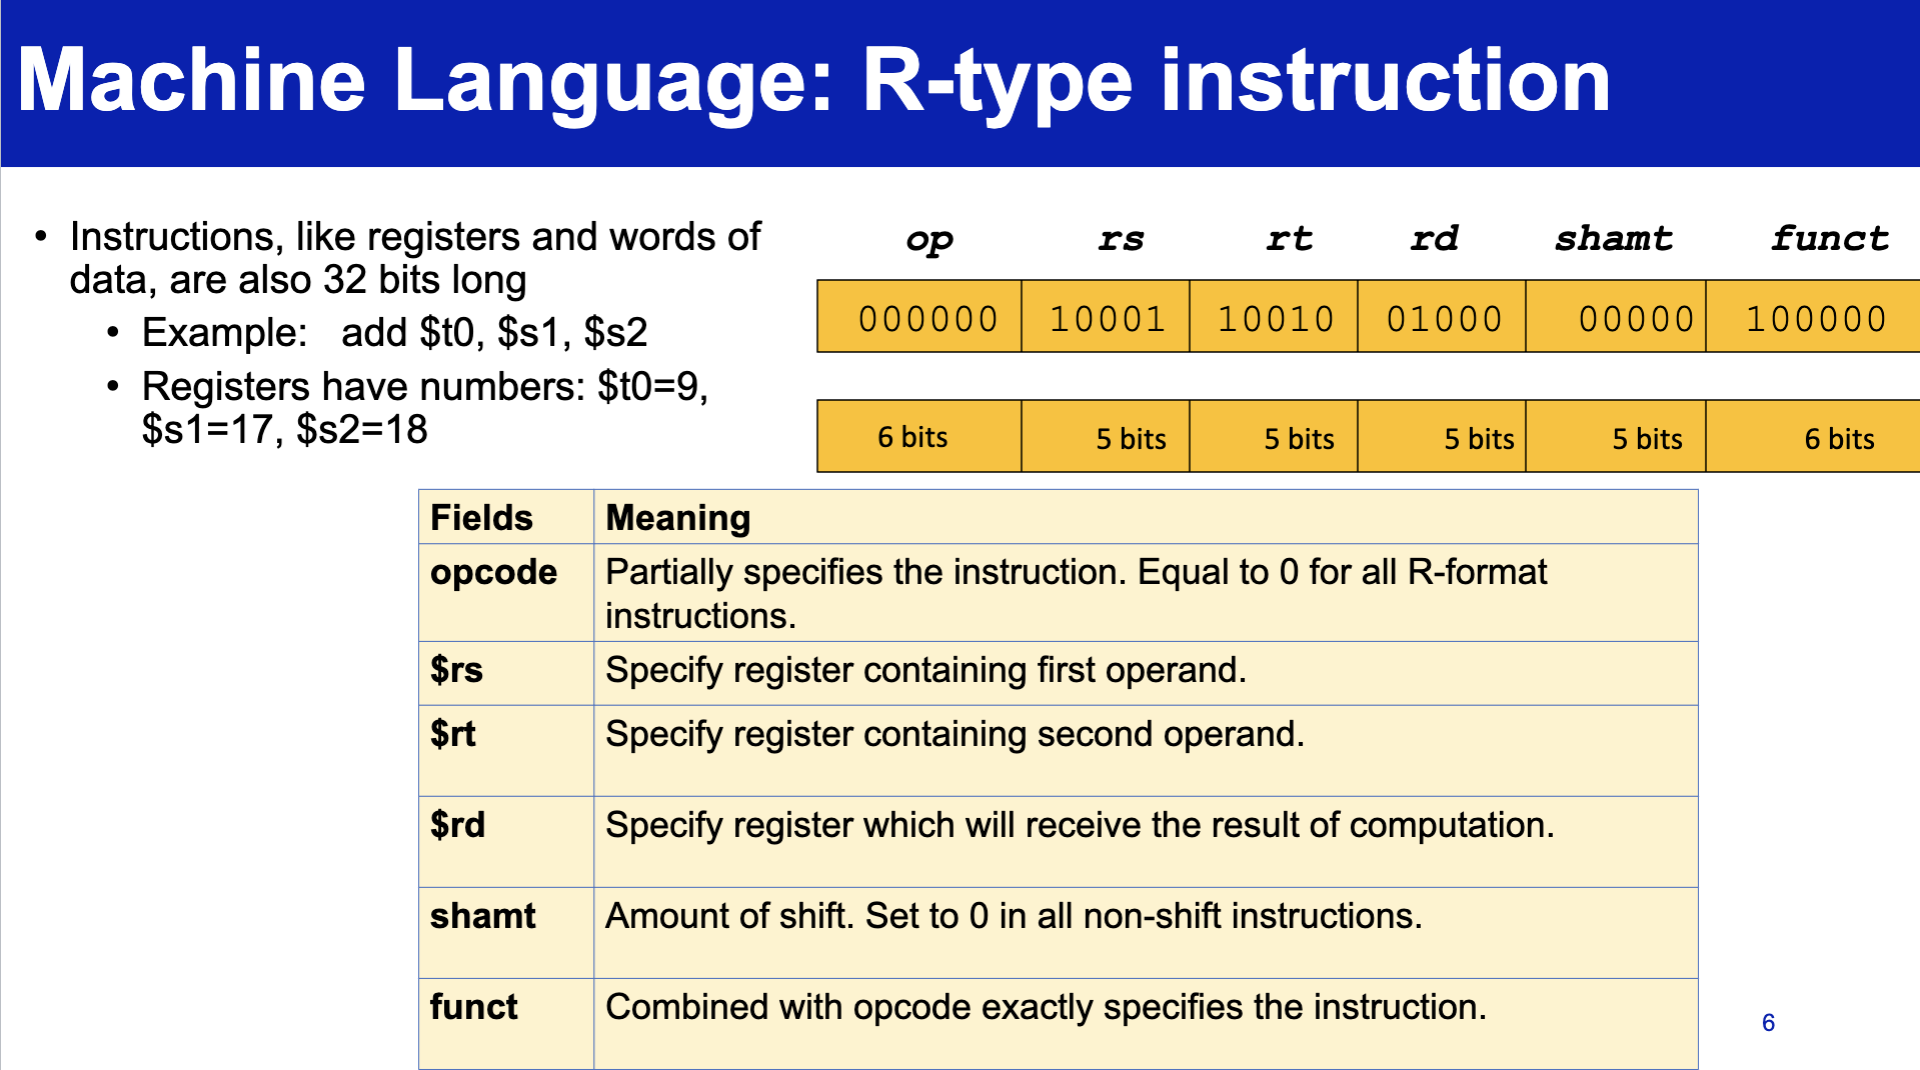 Machine Language: R-type instruction
• Instructions, like registers and words of
data, are also 32 bits long
• Example: add $t0, $s1, $s2
• Registers have numbers: $t0=9,
$s1=17, $s2=18
op rs rt rd shamt funct
000000 10001 10010 01000 00000 100000
6 bits 5 bits 5 bits 5 bits 5 bits 6 bits
Fields Meaning
opcode Partially specifies the instruction. Equal to 0 for all R-format
instructions.
$rs Specify register containing first operand.
$rt Specify register containing second operand.
$rd Specify register which will receive the result of computation.
shamt Amount of shift. Set to 0 in all non-shift instructions.
funct Combined with opcode exactly specifies the instruction.
6